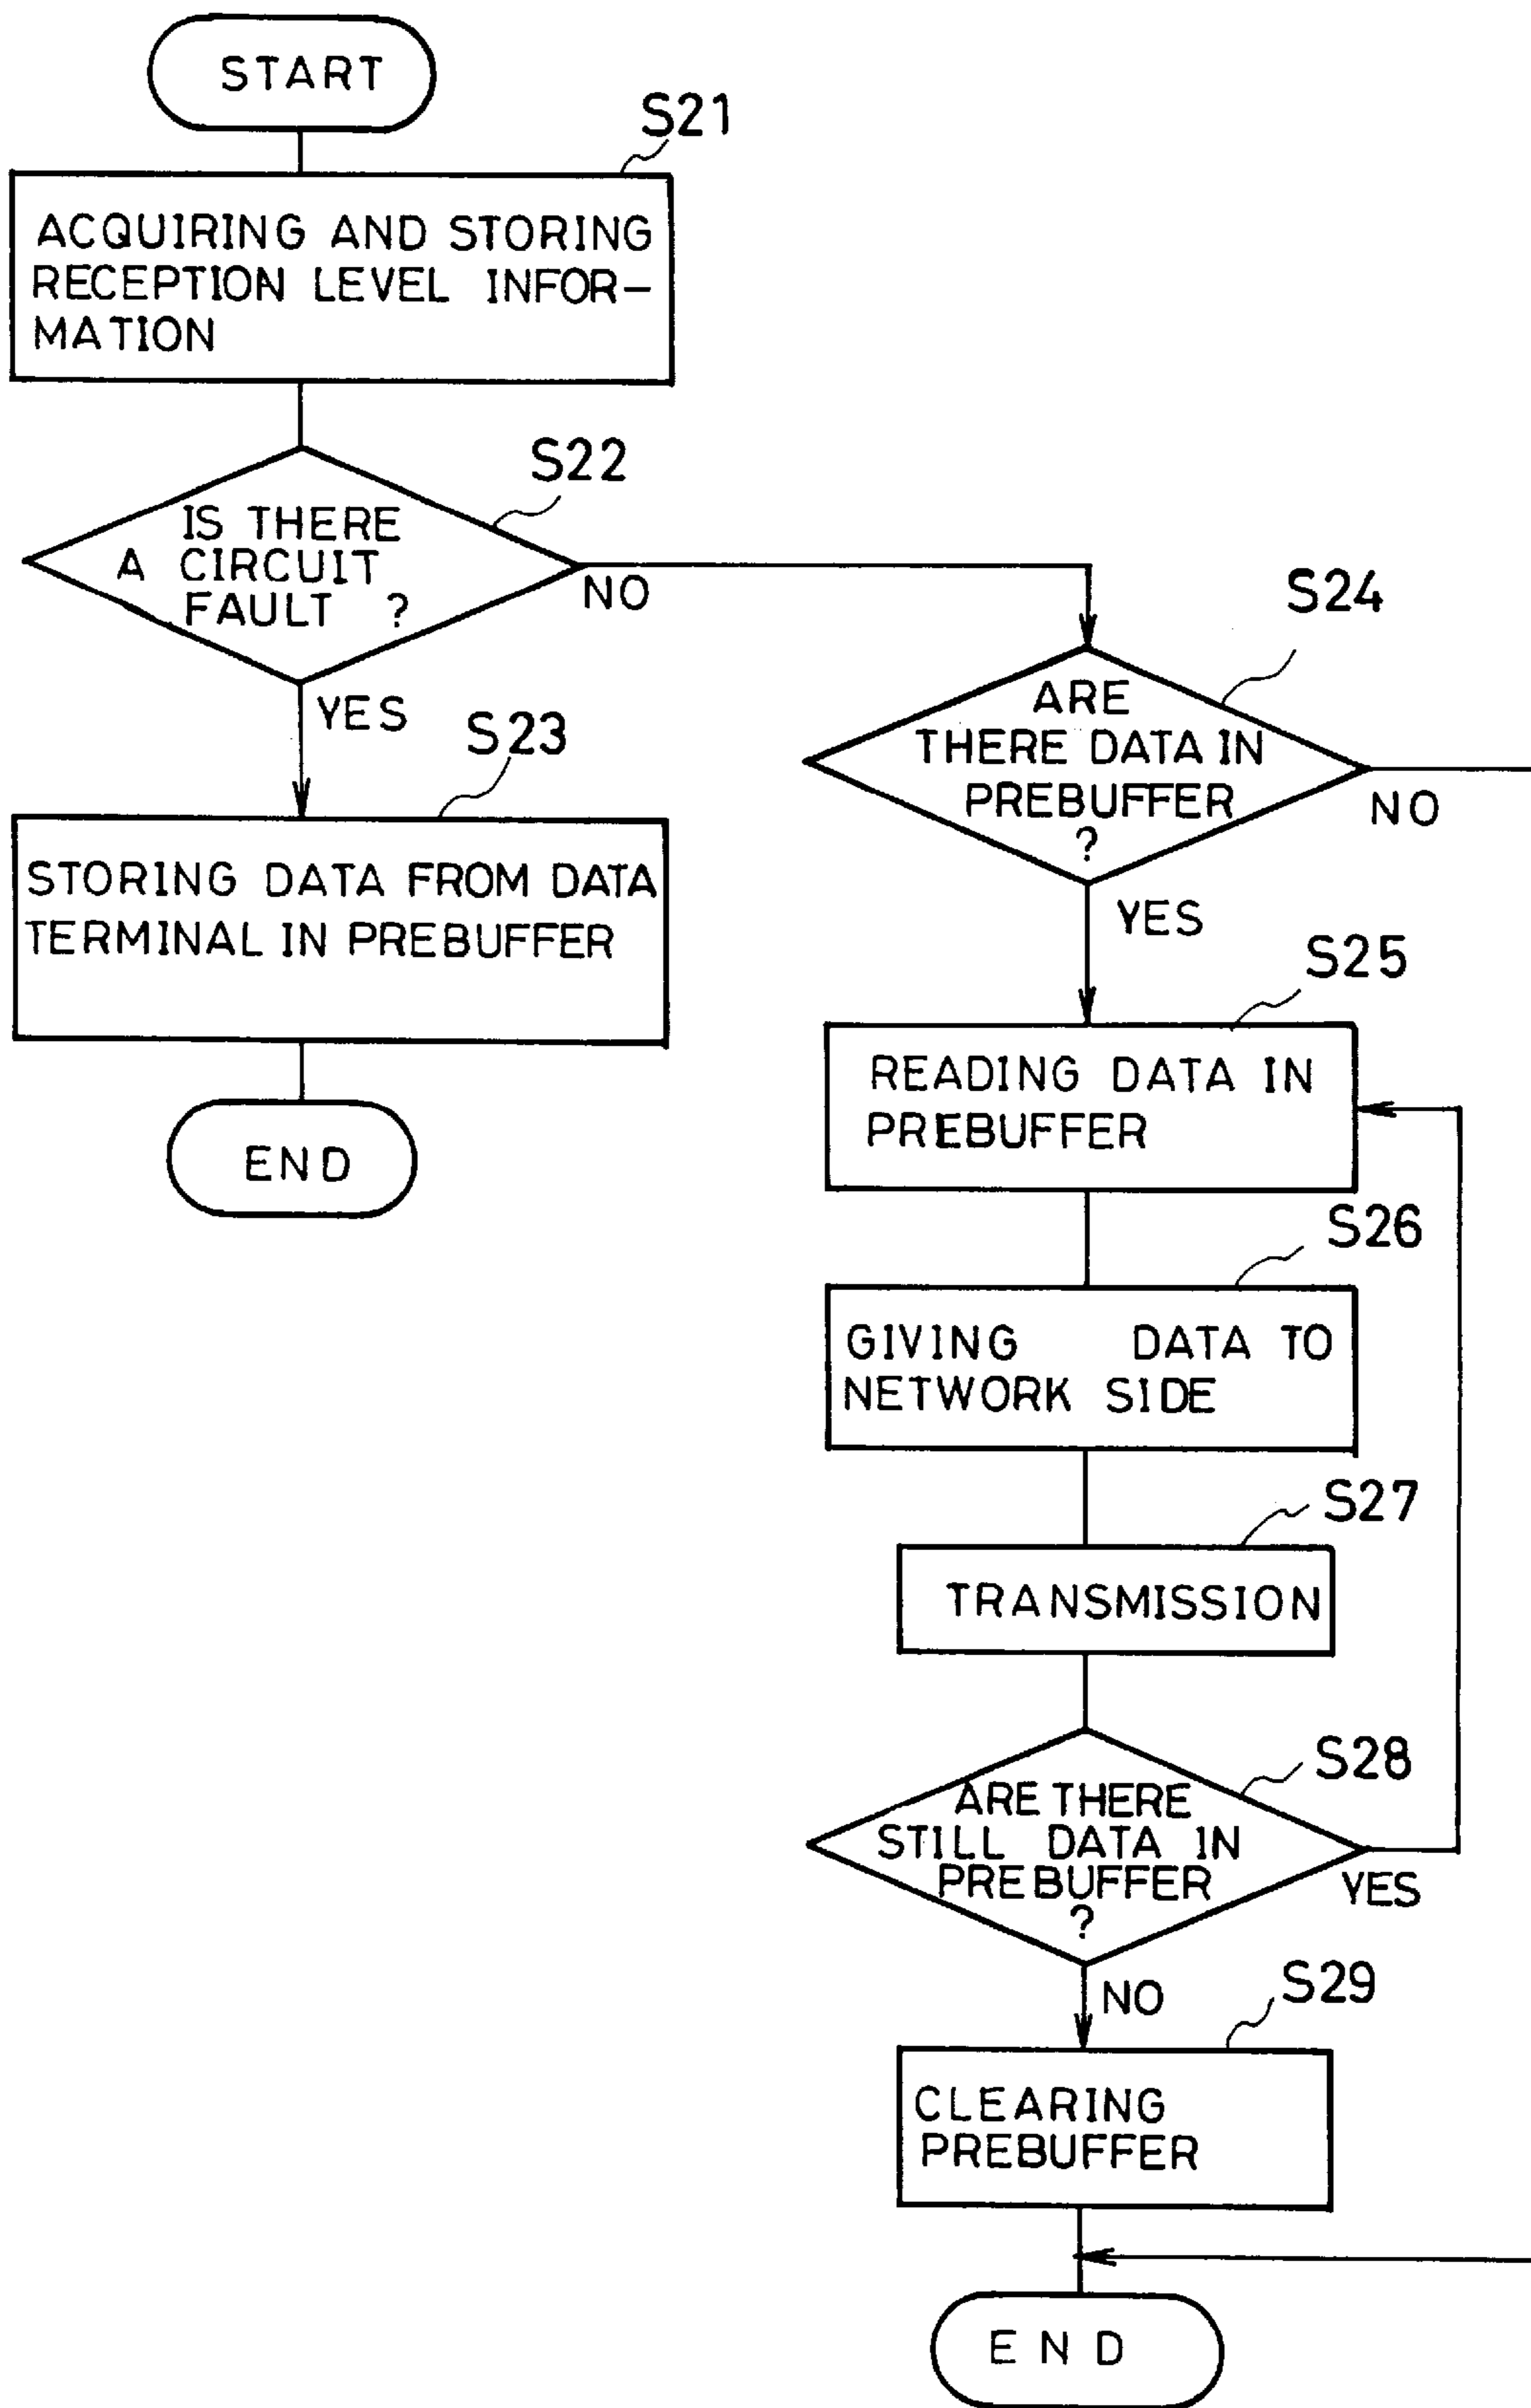 START
S21
ACQUIRING AND STORING
RECEPTION LEVEL INFOR-
MATION
S22
IS THERE
A CIRCUIT
FAULT ?
NO
YES
S23
STORING DATA FROM DATA
TERMINAL IN PREBUFFER
END
S24
ARE
THERE DATA IN
PREBUFFER
?
NO
YES
S25
READING DATA IN
PREBUFFER
S26
GIVING DATA TO
NETWORK SIDE
S27
TRANSMISSION
S28
ARE THERE
STILL DATA IN
PREBUFFER
?
YES
NO
S29
CLEARING
PREBUFFER
END